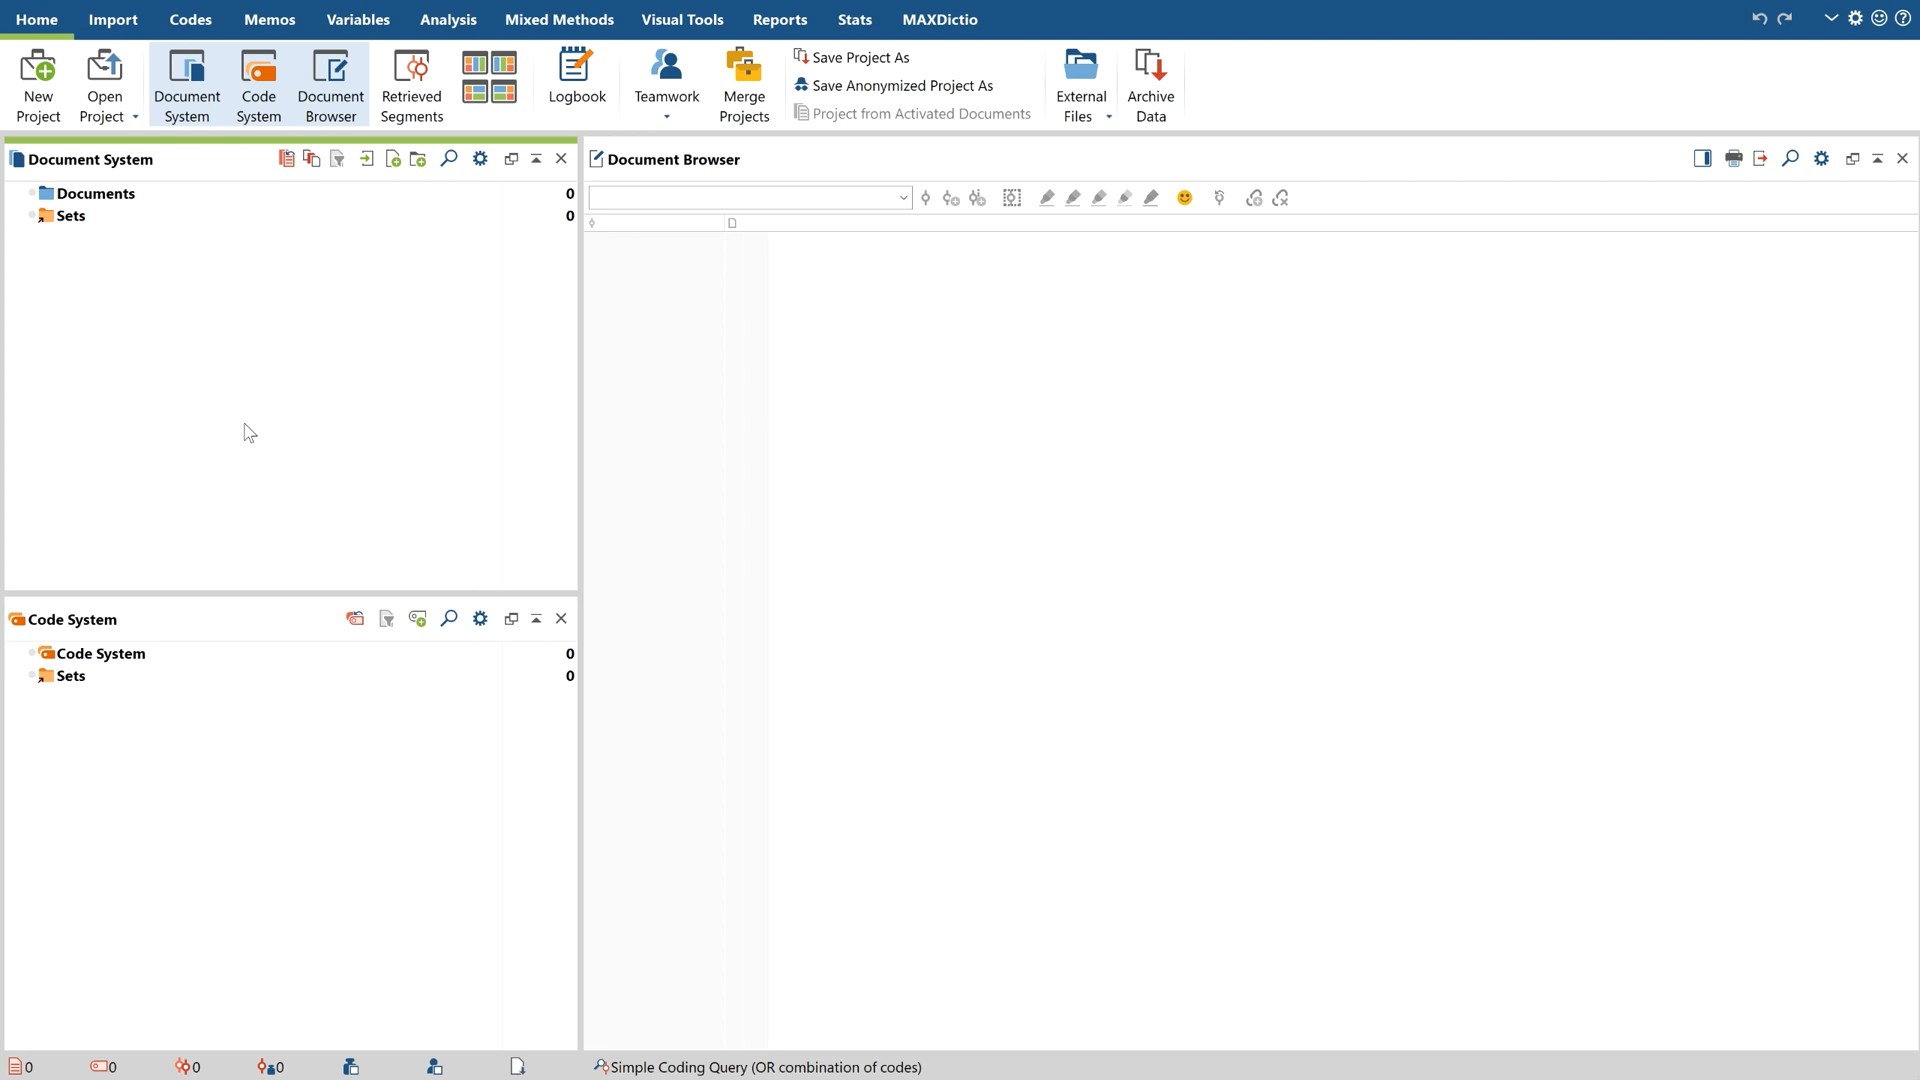 Home Import Codes Memos Variables Analysis Mixed Methods Visual Tools Reports Stats MAXDictio
New Project
Open Project
Document System
Code System
Document Browser
Retrieved Segments
Logbook
Teamwork
Merge Projects
Save Project As
Save Anonymized Project As
Project from Activated Documents
External Files
Archive Data
Document System
Documents 0
Sets 0
Code System
Code System 0
Sets 0
Document Browser
0 0 0 0
Simple Coding Query (OR combination of codes)